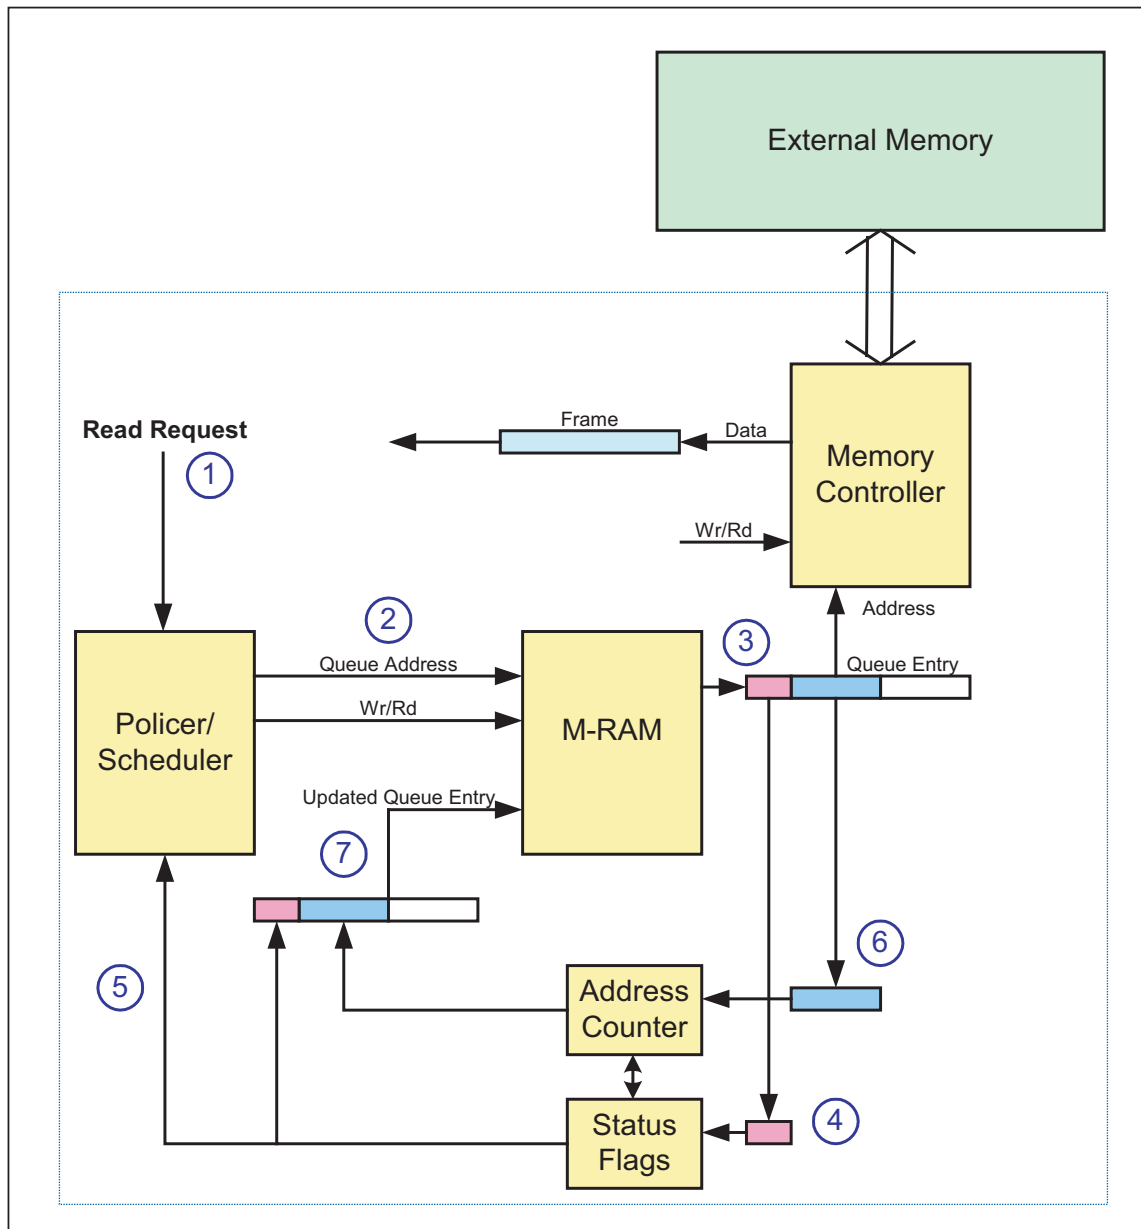 External Memory
Read Request
1
Frame
Data
Memory
Controller
Wr/Rd
Address
2
3
Queue Address
Queue Entry
Wr/Rd
Policer/
Scheduler
M-RAM
Updated Queue Entry
7
6
5
Address
Counter
4
Status
Flags